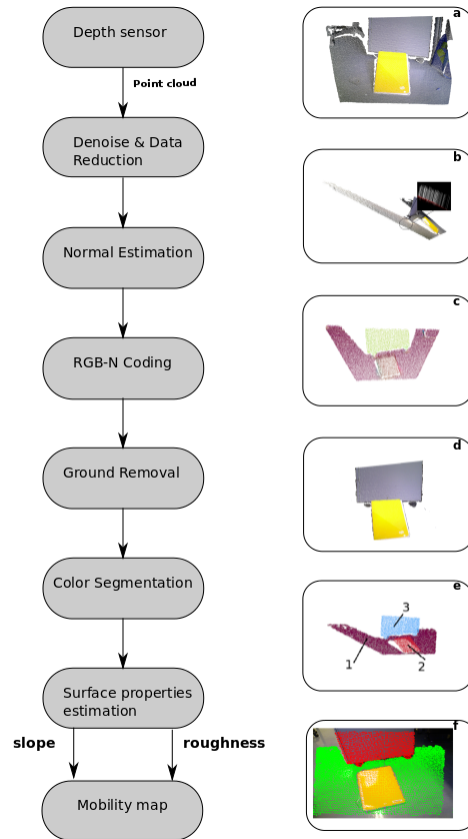 Depth sensor
Point cloud
Denoise & Data
Reduction
Normal Estimation
RGB-N Coding
Ground Removal
Color Segmentation
Surface properties
estimation
slope
roughness
Mobility map
a
b
c
d
e
3
1
2
f